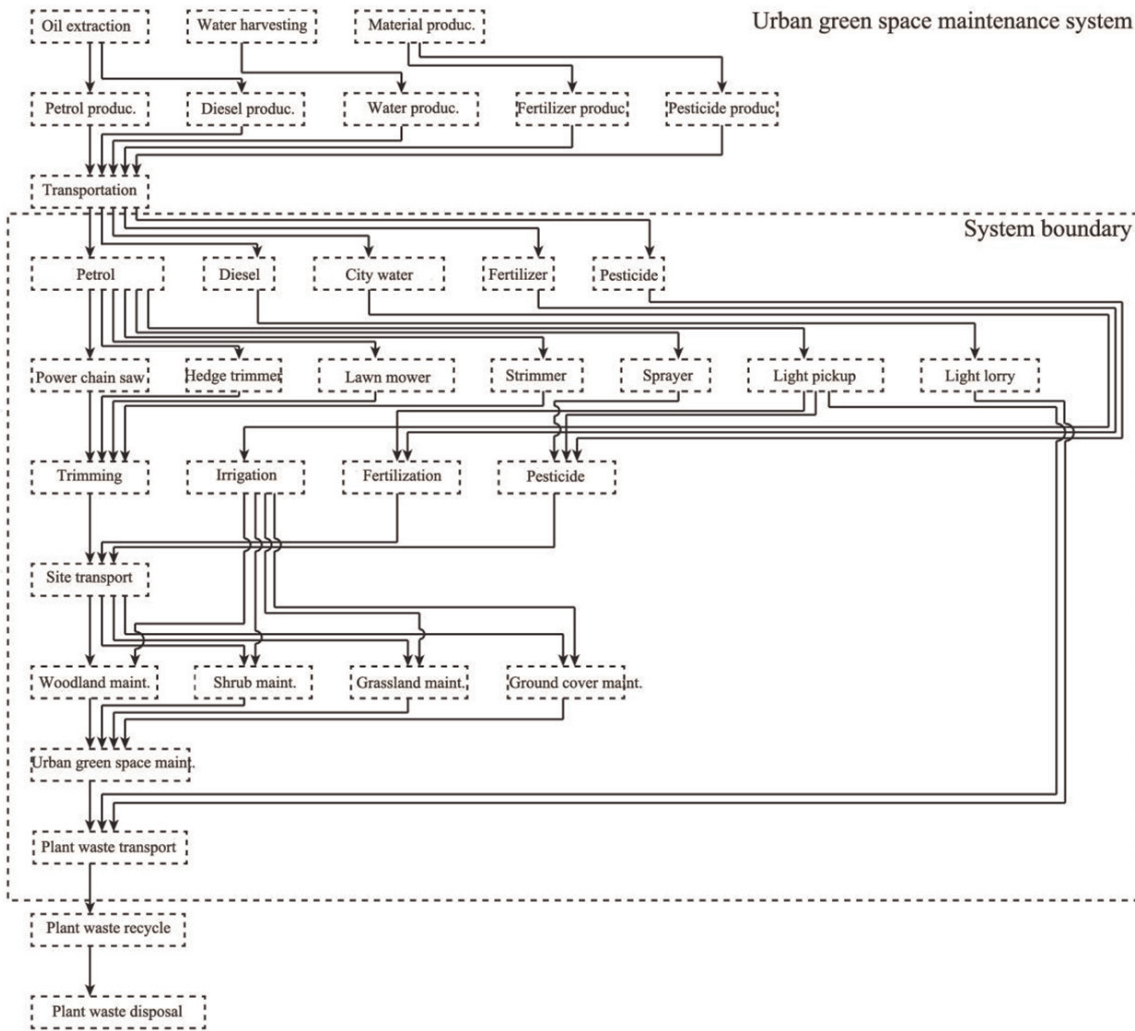 Urban green space maintenance system
Oil extraction
Water harvesting
Material produc.
Petrol produc.
Diesel produc.
Water produc.
Fertilizer produc.
Pesticide produc.
Transportation
System boundary
Petrol
Diesel
City water
Fertilizer
Pesticide
Power chain saw
Hedge trimmer
Lawn mower
Strimmer
Sprayer
Light pickup
Light lorry
Trimming
Irrigation
Fertilization
Pesticide
Site transport
Woodland maint.
Shrub maint.
Grassland maint.
Ground cover maint.
Urban green space maint.
Plant waste transport
Plant waste recycle
Plant waste disposal